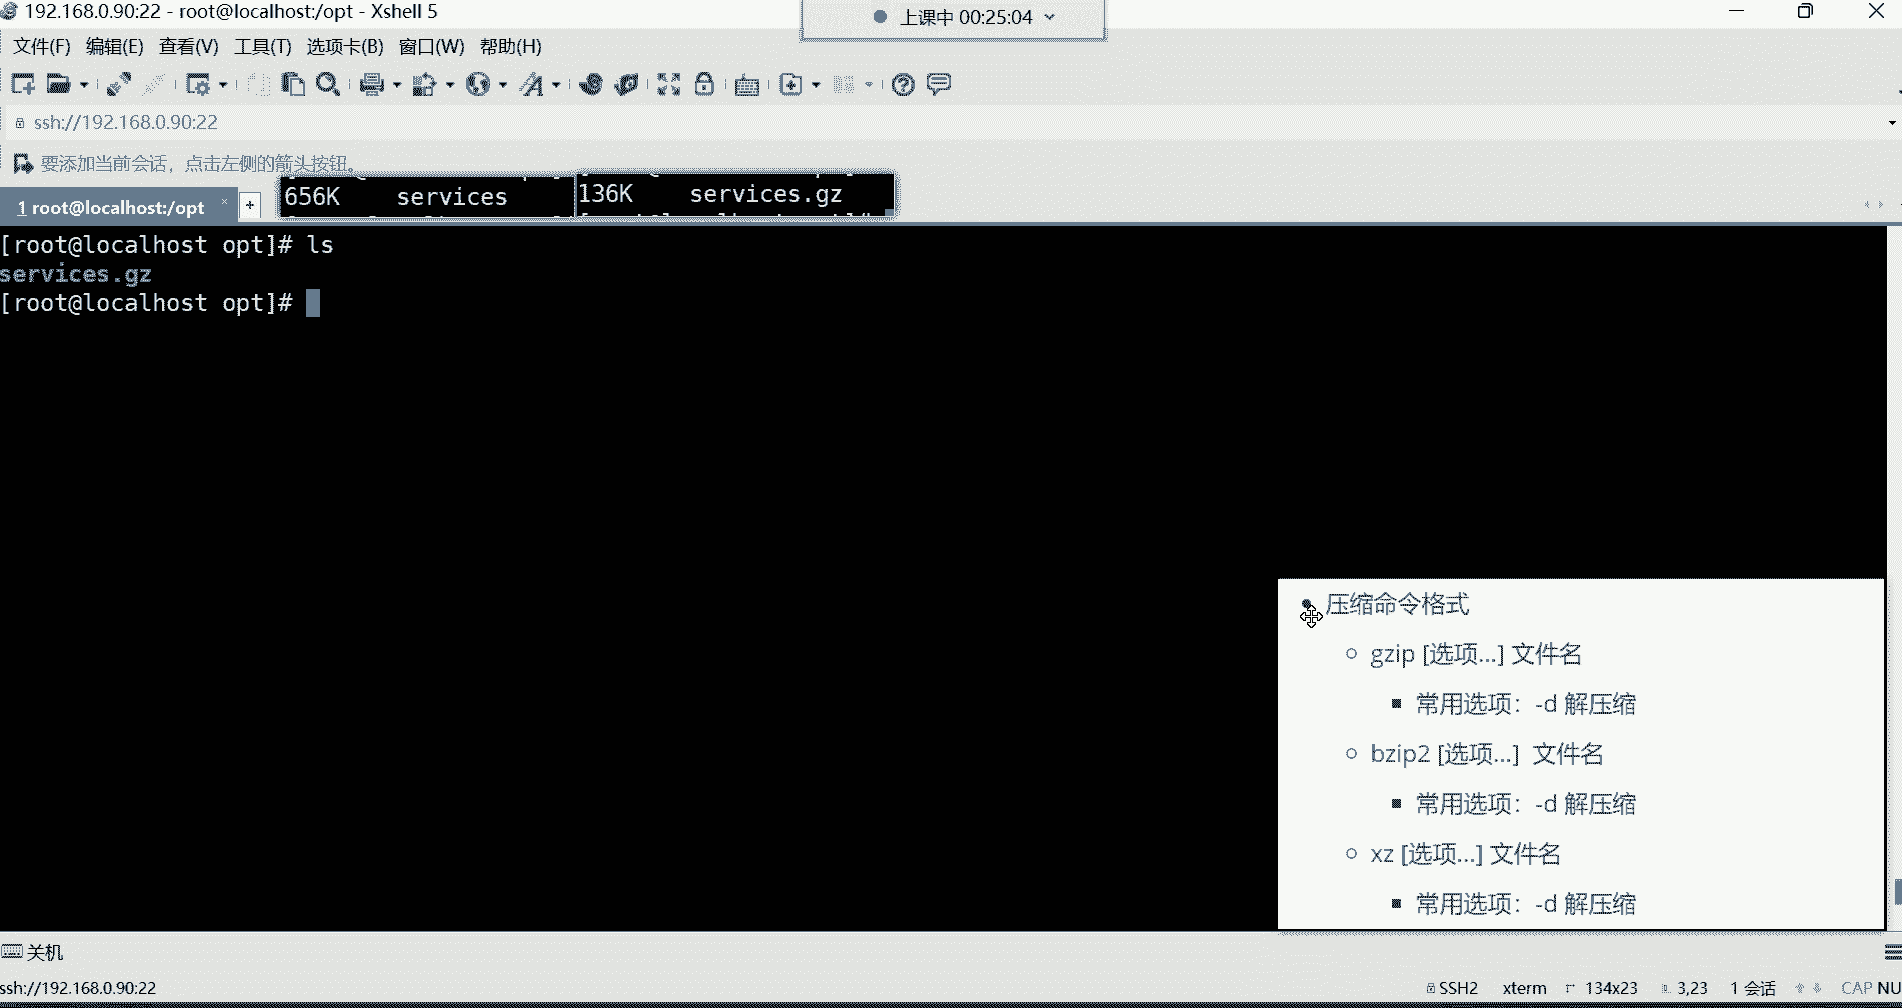 192.168.0.90:22 - root@localhost:/opt - Xshell 5
上课中 00:25:04
文件(F) 编辑(E) 查看(V) 工具(T) 选项卡(B) 窗口(W) 帮助(H)
ssh://192.168.0.90:22
要添加当前会话，点击左侧的箭头按钮。
1 root@localhost:/opt
656K services
136K services.gz
[root@localhost opt]# ls
services.gz
[root@localhost opt]#
压缩命令格式
gzip [选项...] 文件名
常用选项：-d 解压缩
bzip2 [选项...] 文件名
常用选项：-d 解压缩
xz [选项...] 文件名
常用选项：-d 解压缩
关机
ssh://192.168.0.90:22
SSH2 xterm 134x23 3,23 1 会话 CAP NU